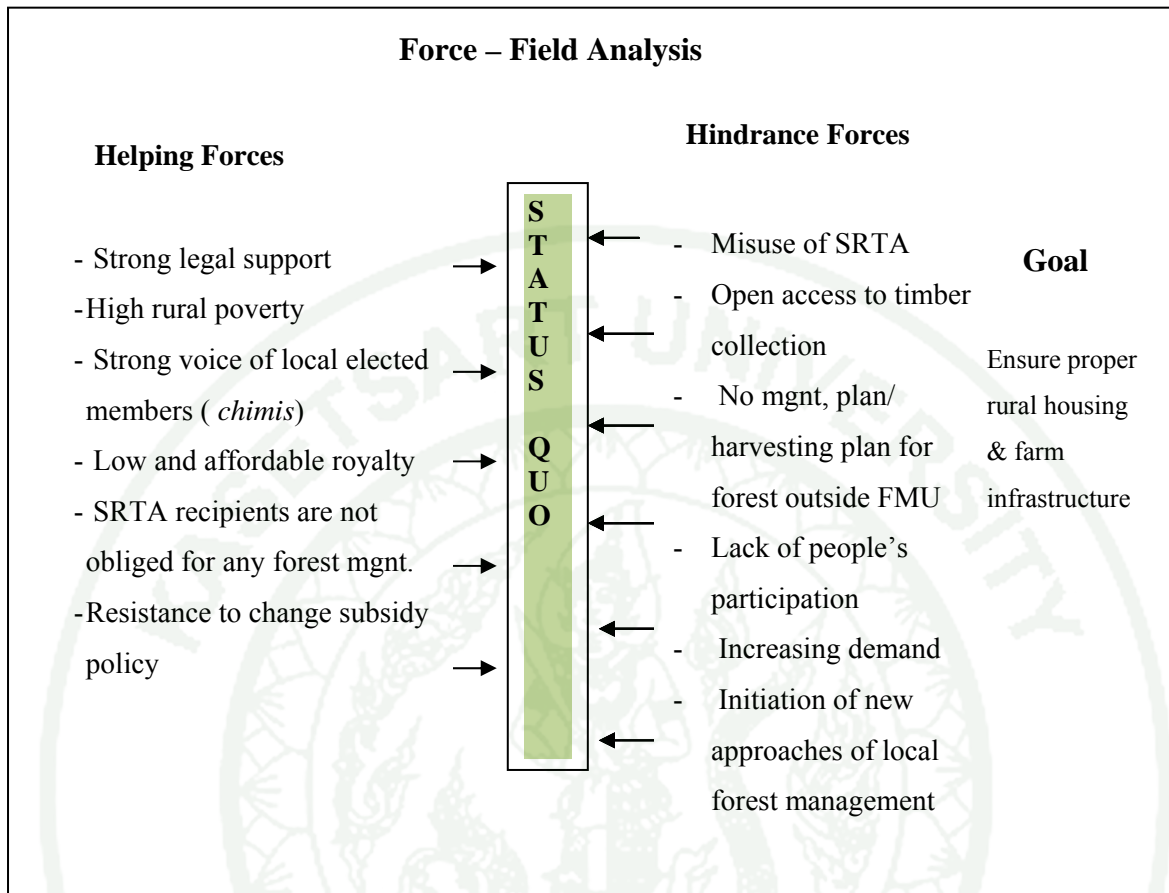 Force – Field Analysis
Helping Forces
- Strong legal support
-High rural poverty
- Strong voice of local elected
members ( chimis)
- Low and affordable royalty
- SRTA recipients are not
obliged for any forest mgnt.
-Resistance to change subsidy
policy
STATUS QUO
Hindrance Forces
- Misuse of SRTA
- Open access to timber
collection
- No mgnt, plan/
harvesting plan for
forest outside FMU
- Lack of people's
participation
- Increasing demand
- Initiation of new
approaches of local
forest management
Goal
Ensure proper
rural housing
& farm
infrastructure
KASETSART UNIVERSITY